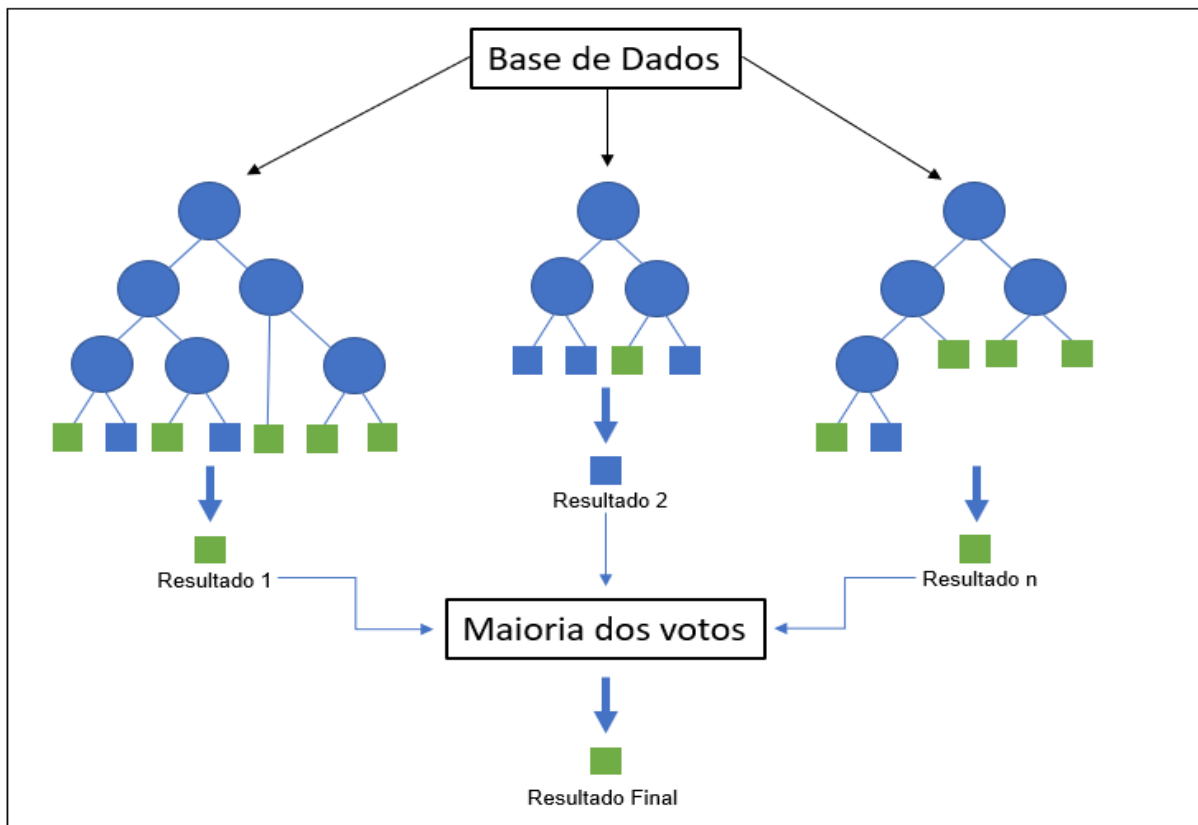 Base de Dados
Resultado 2
Resultado 1
Resultado n
Maioria dos votos
Resultado Final